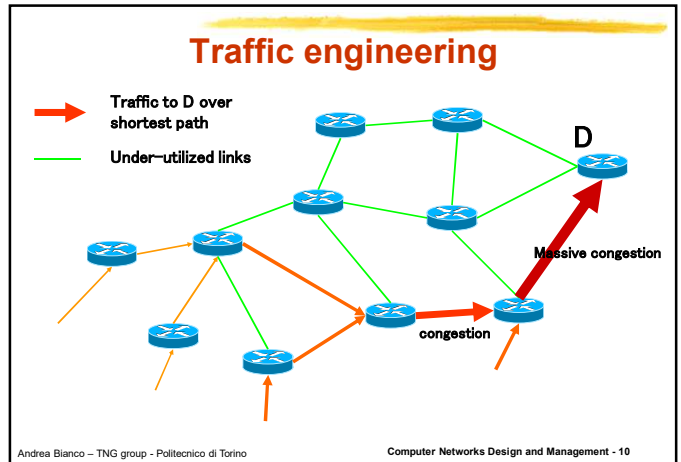 Traffic engineering
Traffic to D over
shortest path
Under-utilized links
D
Massive congestion
congestion
Andrea Bianco – TNG group - Politecnico di Torino
Computer Networks Design and Management - 10